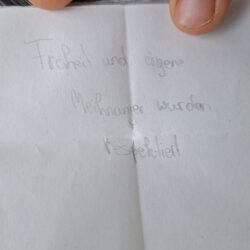 Freiheit und eigene
Meinungen wurden
respektiert